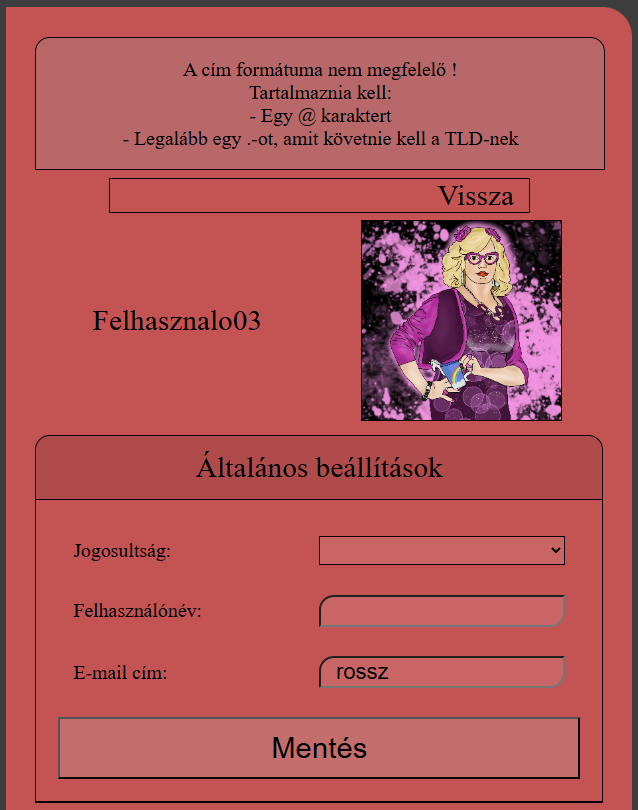 A cím formátuma nem megfelelő !
Tartalmaznia kell:
- Egy @ karaktert
- Legalább egy .-ot, amit követnie kell a TLD-nek
Vissza
Felhasznalo03
Általános beállítások
Jogosultság:
Felhasználónév:
E-mail cím: rossz
Mentés